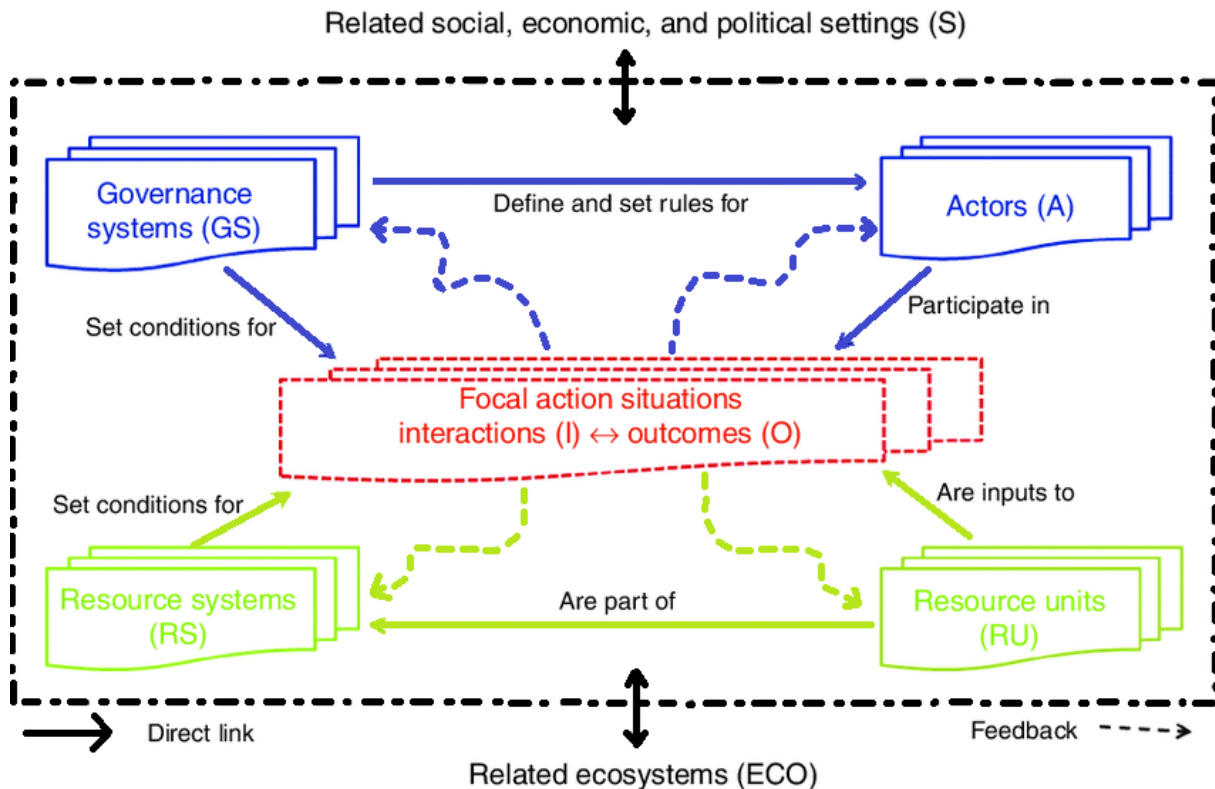 Related social, economic, and political settings (S)
Governance
systems (GS)
Define and set rules for
Actors (A)
Set conditions for
Participate in
Focal action situations
interactions (I) ↔ outcomes (O)
Set conditions for
Are inputs to
Resource systems
(RS)
Are part of
Resource units
(RU)
Direct link
Feedback
Related ecosystems (ECO)